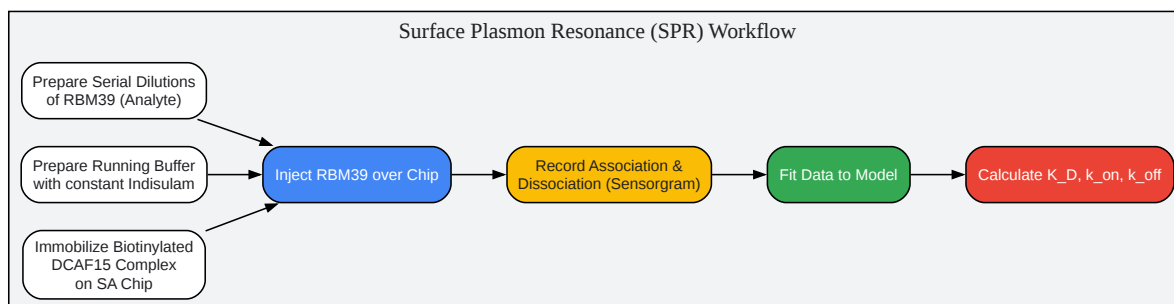 Surface Plasmon Resonance (SPR) Workflow
Prepare Serial Dilutions
of RBM39 (Analyte)
Prepare Running Buffer
with constant Indisulam
Immobilize Biotinylated
DCAF15 Complex
on SA Chip
Inject RBM39 over Chip
Record Association &
Dissociation (Sensorgram)
Fit Data to Model
Calculate K_D, k_on, k_off